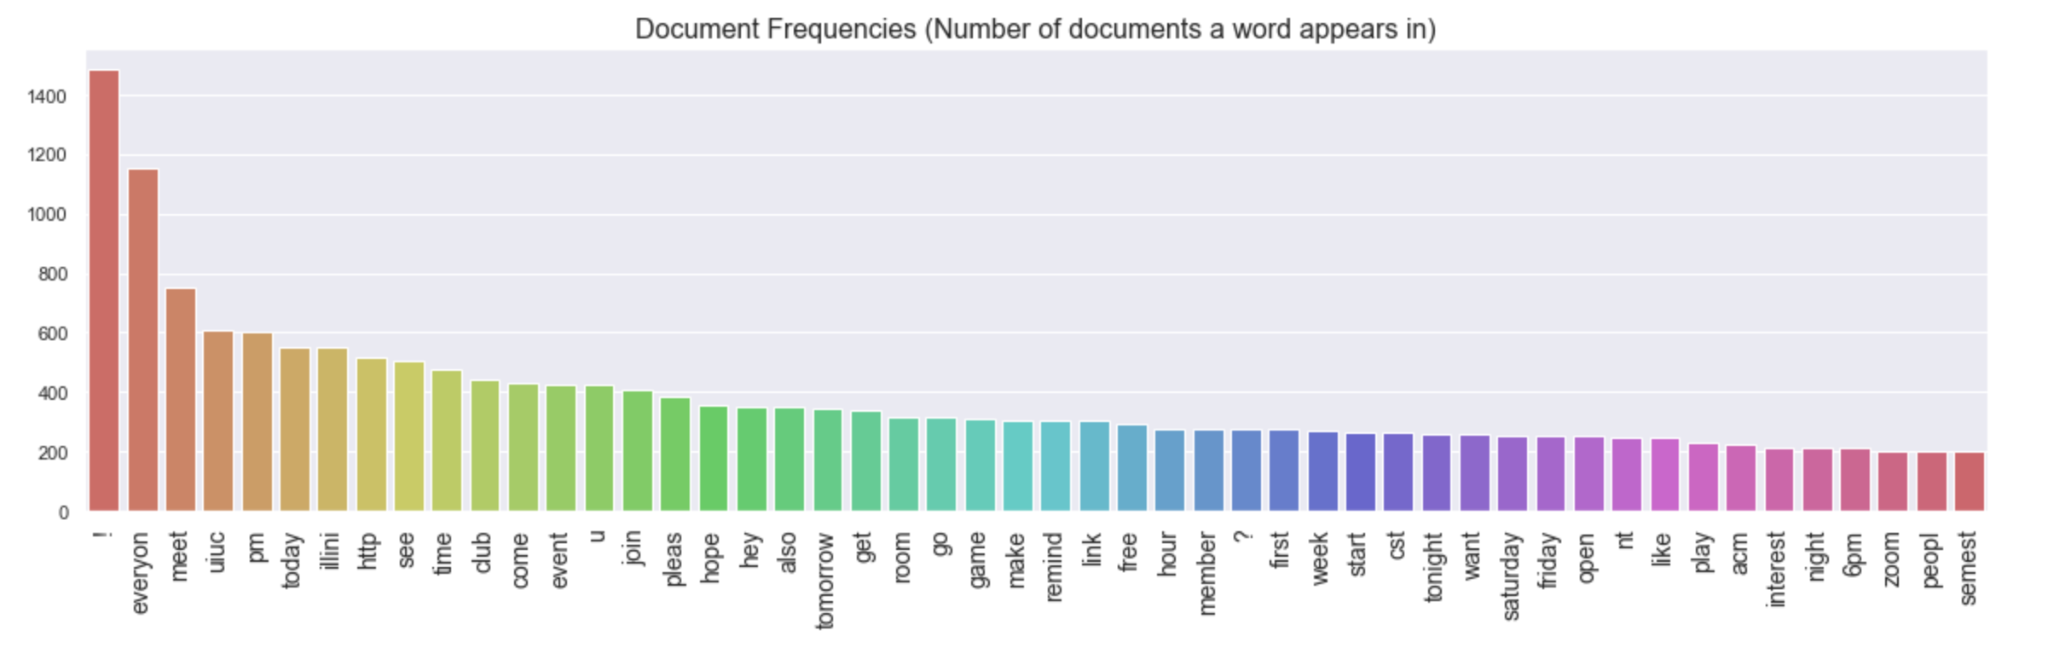 Document Frequencies (Number of documents a word appears in)
1400
1200
1000
800
600
400
200
0
!
everyon
meet
uiuc
pm
today
illini
http
see
time
club
come
event
u
join
pleas
hope
hey
also
tomorrow
get
room
go
game
make
remind
link
free
hour
member
?
first
week
start
cst
tonight
want
saturday
friday
open
nt
like
play
acm
interest
night
6pm
zoom
peopl
semest